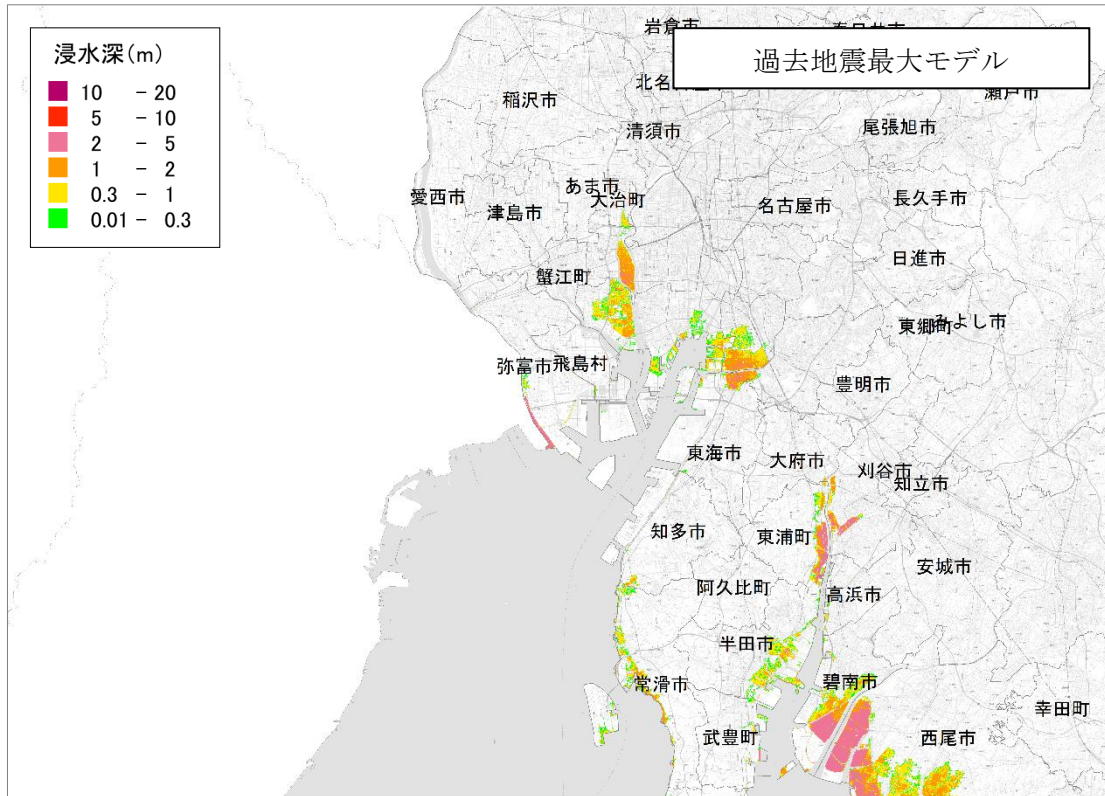 岩倉市
過去地震最大モデル
浸水深(m)
10 - 20
5 - 10
2 - 5
1 - 2
0.3 - 1
0.01 - 0.3
北名
稲沢市
清須市
尾張旭市
愛西市
津島市
あま市
大治町
名古屋市
長久手市
日進市
蟹江町
東郷町
みよし市
弥富市
飛島村
豊明市
東海市
大府市
刈谷市
知立市
知多市
東浦町
安城市
阿久比町
高浜市
半田市
常滑市
碧南市
幸田町
武豊町
西尾市